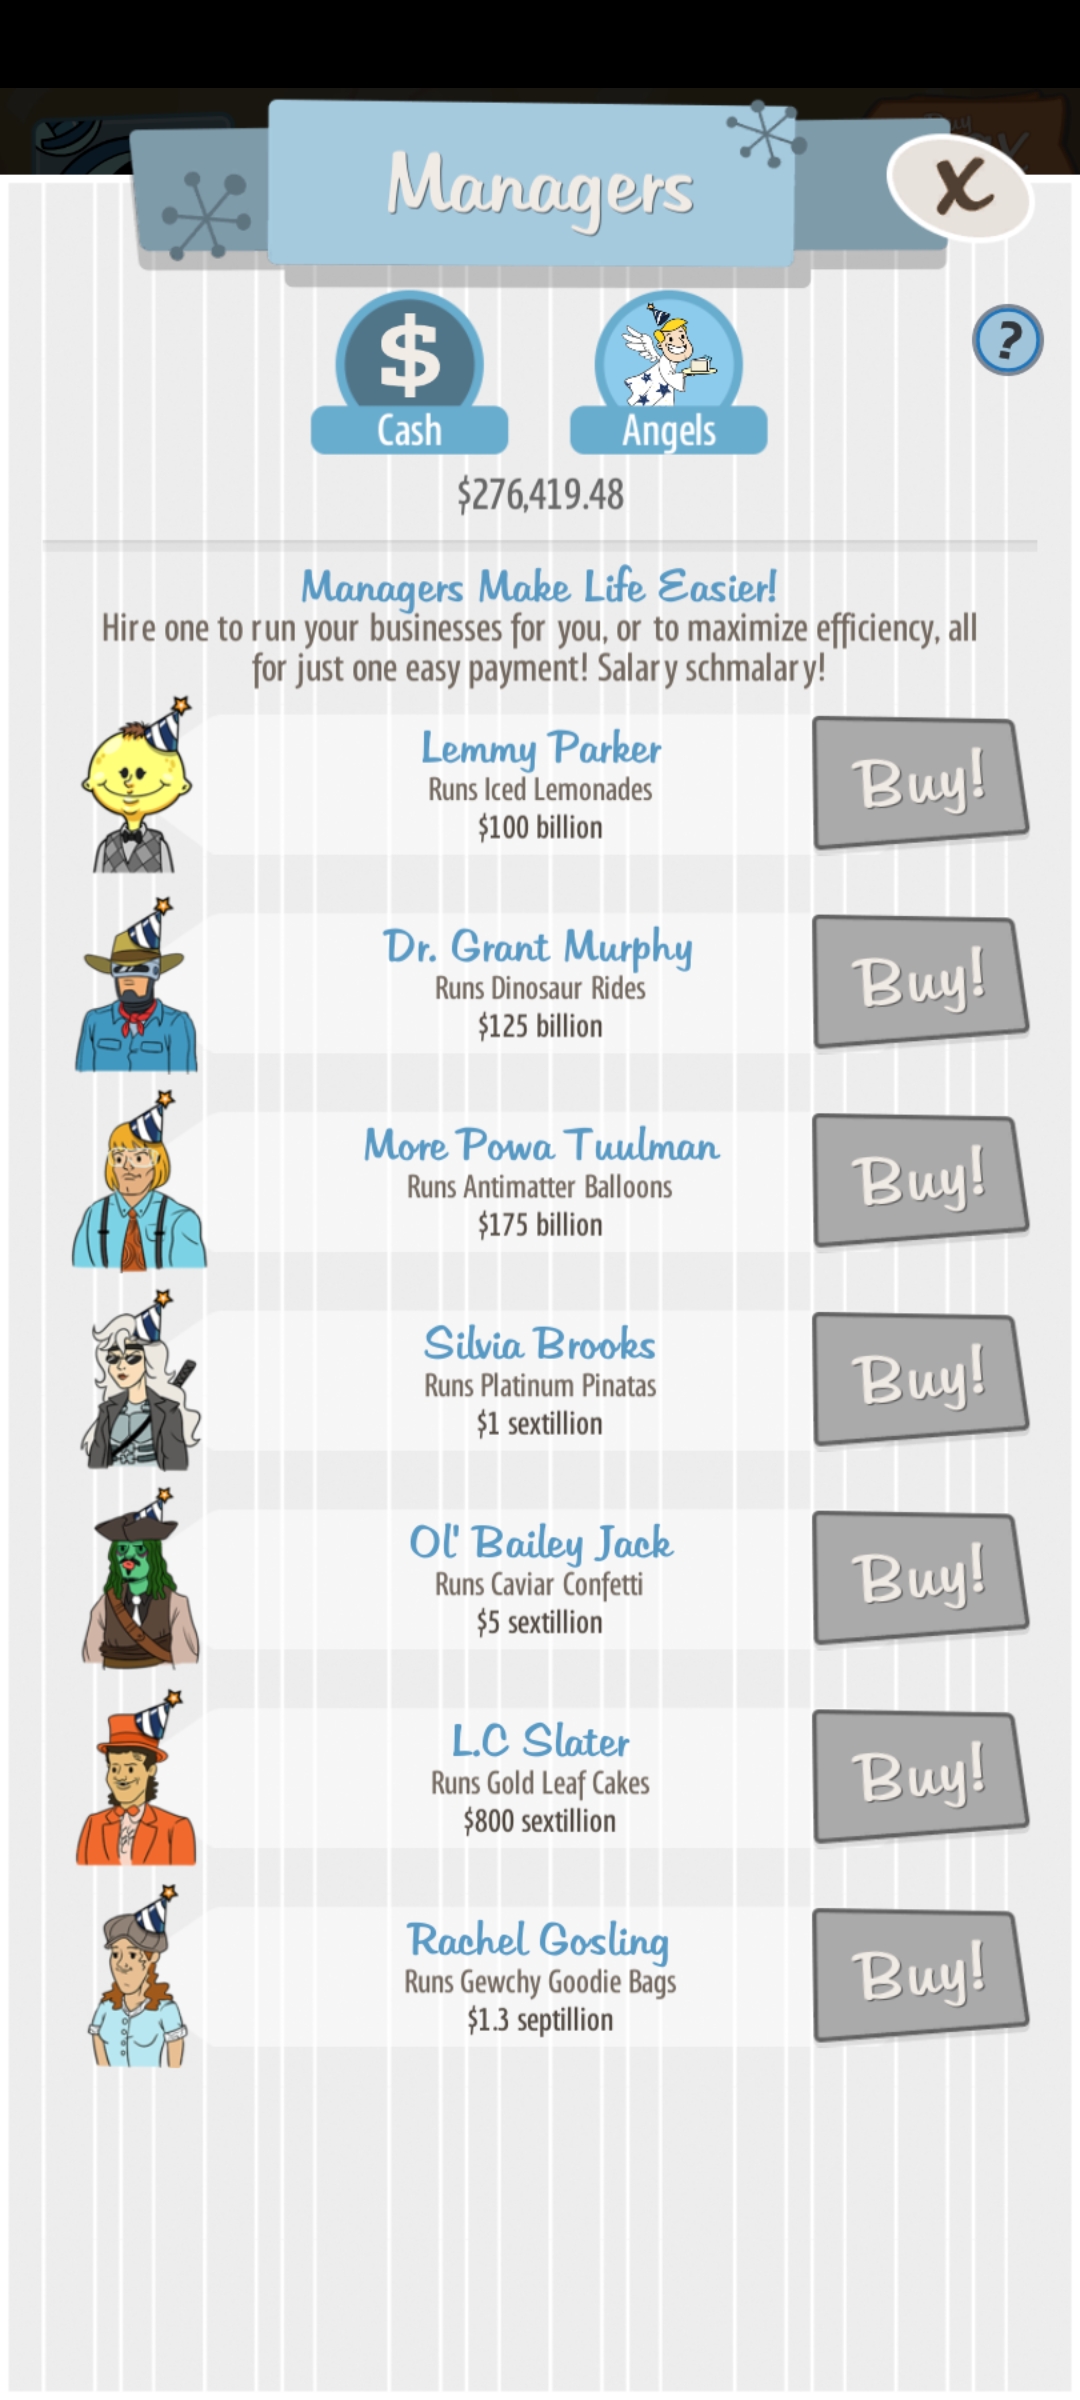 Managers
X
$
?
Cash
Angels
$276,419.48
Managers Make Life Easier!
Hire one to run your businesses for you, or to maximize efficiency, all
for just one easy payment! Salary schmalary!
Lemmy Parker
Runs Iced Lemonades
$100 billion
Buy!
Dr. Grant Murphy
Runs Dinosaur Rides
$125 billion
Buy!
More Powa Tuulman
Runs Antimatter Balloons
$175 billion
Buy!
Silvia Brooks
Runs Platinum Pinatas
$1 sextillion
Buy!
Ol' Bailey Jack
Runs Caviar Confetti
$5 sextillion
Buy!
L.C Slater
Runs Gold Leaf Cakes
$800 sextillion
Buy!
Rachel Gosling
Runs Gewchy Goodie Bags
$1.3 septillion
Buy!